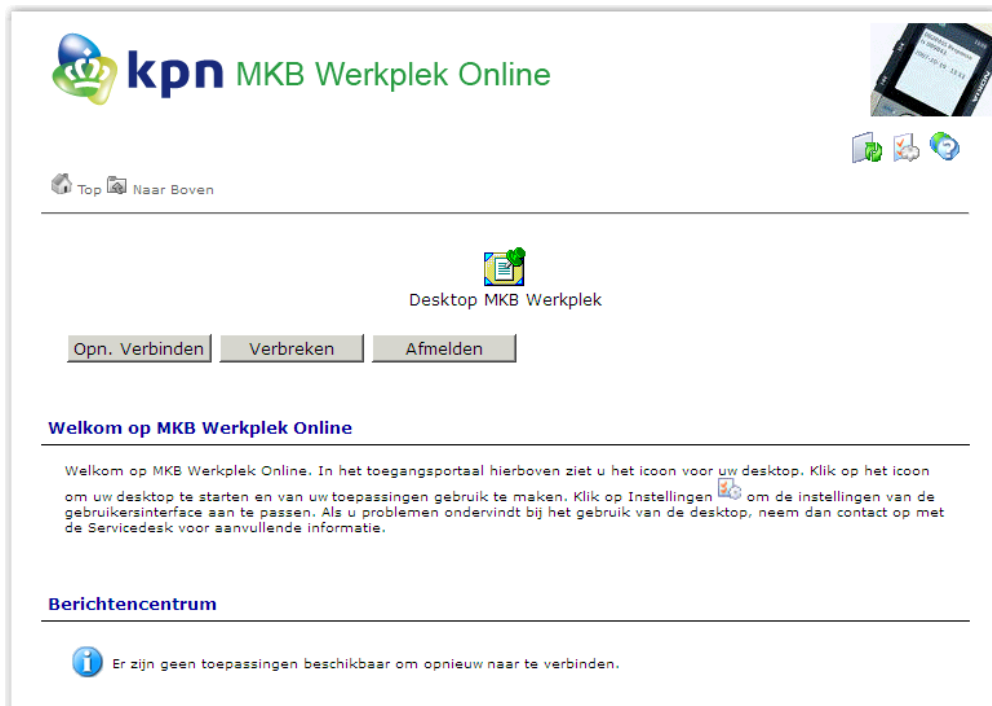 kpn MKB Werkplek Online
Top Naar Boven
Desktop MKB Werkplek
Opn. Verbinden Verbreken Afmelden
Welkom op MKB Werkplek Online
Welkom op MKB Werkplek Online. In het toegangsportaal hierboven ziet u het icoon voor uw desktop. Klik op het icoon
om uw desktop te starten en van uw toepassingen gebruik te maken. Klik op Instellingen om de instellingen van de
gebruikersinterface aan te passen. Als u problemen ondervindt bij het gebruik van de desktop, neem dan contact op met
de Servicedesk voor aanvullende informatie.
Berichtencentrum
Er zijn geen toepassingen beschikbaar om opnieuw naar te verbinden.